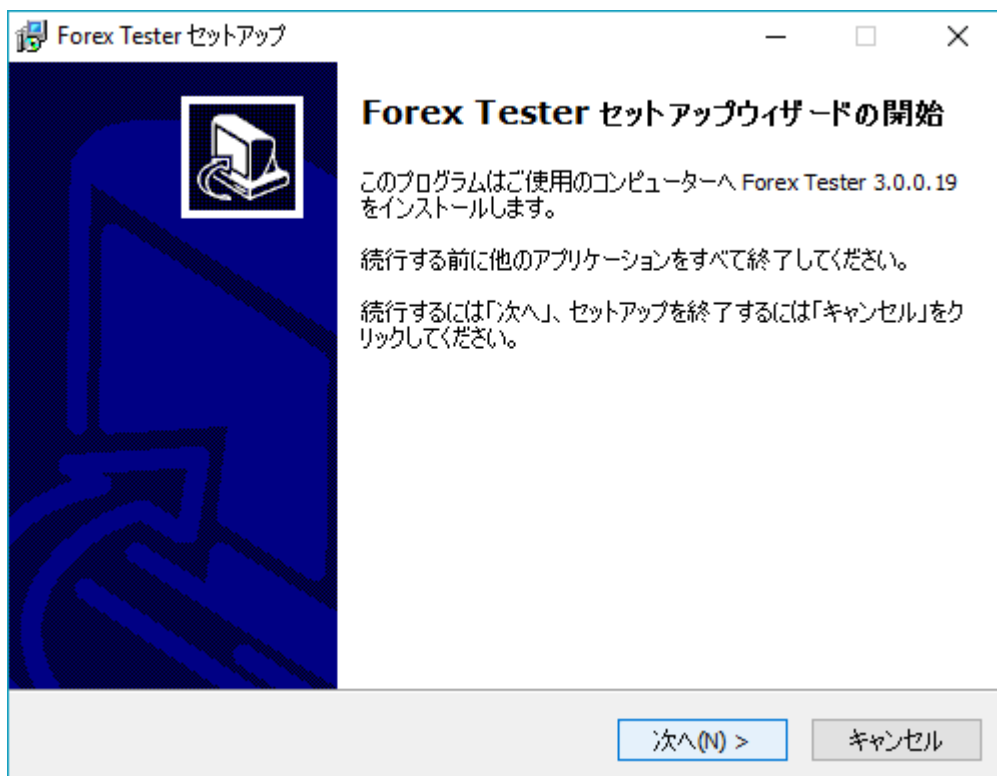 Forex Tester セットアップ
Forex Tester セットアップウィザードの開始
このプログラムはご使用のコンピューターへ Forex Tester 3.0.0.19
をインストールします。
続行する前に他のアプリケーションをすべて終了してください。
続行するには「次へ」、セットアップを終了するには「キャンセル」をク
リックしてください。
次へ(N) >
キャンセル